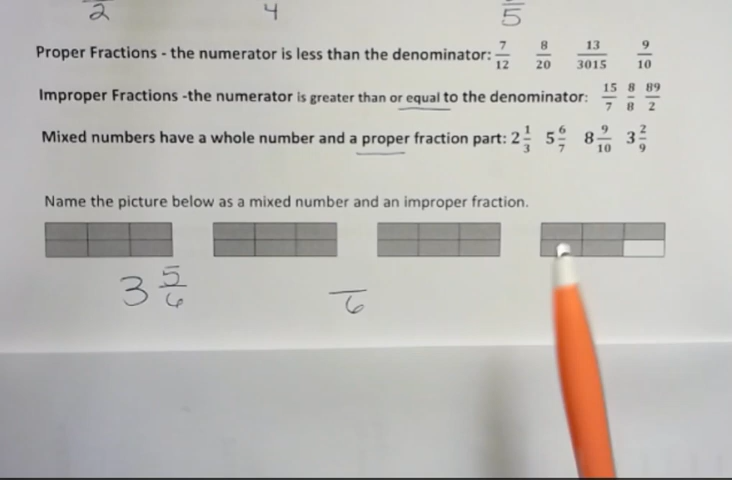 2 4 5
Proper Fractions - the numerator is less than the denominator: 7/12 8/20 13/3015 9/10
Improper Fractions -the numerator is greater than or equal to the denominator: 15/7 8/8 89/2
Mixed numbers have a whole number and a proper fraction part: 2 1/3 5 6/7 8 9/10 3 2/9
Name the picture below as a mixed number and an improper fraction.
3 5/6 /6